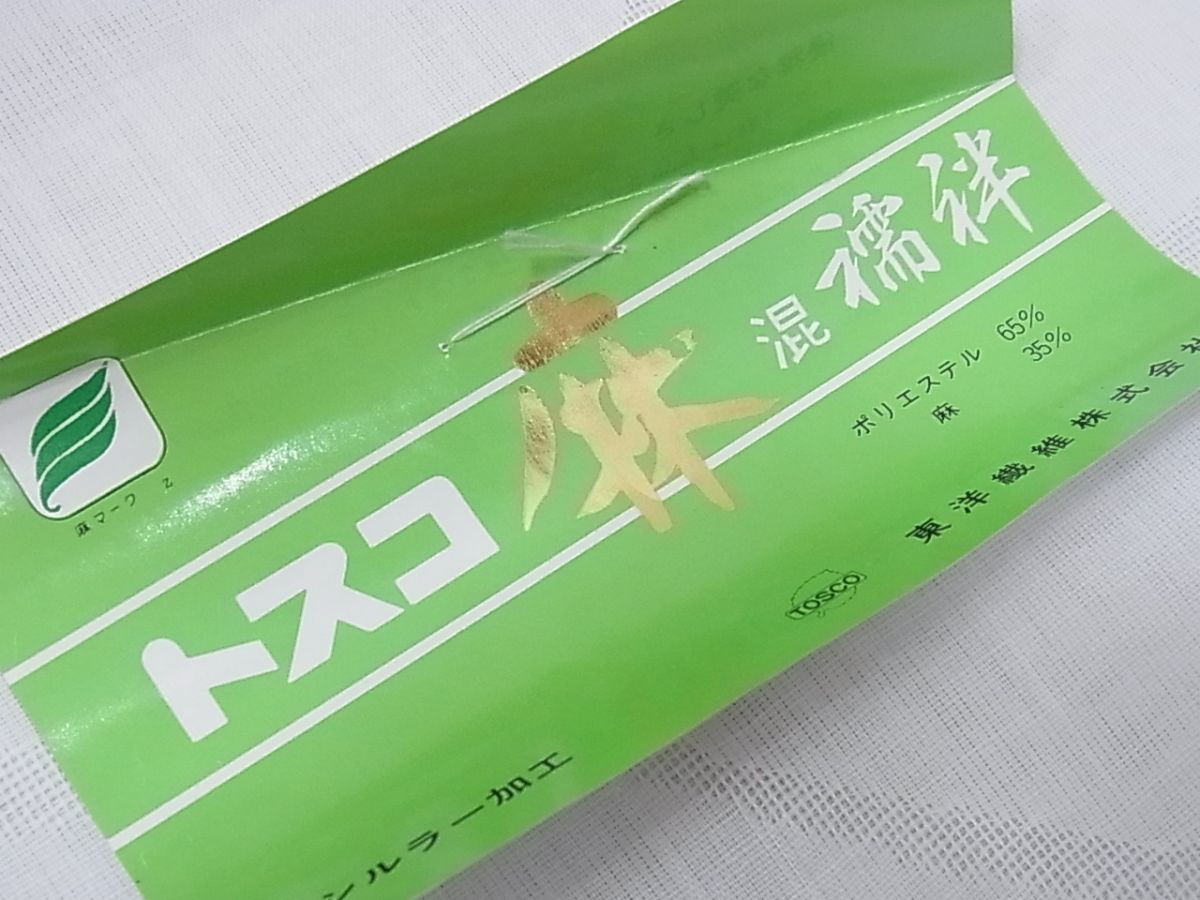 トスコ麻混襦袢
麻マーク Z
ポリエステル 65%
麻 35%
東洋繊維株式会社
TOSCO
シルラー加工